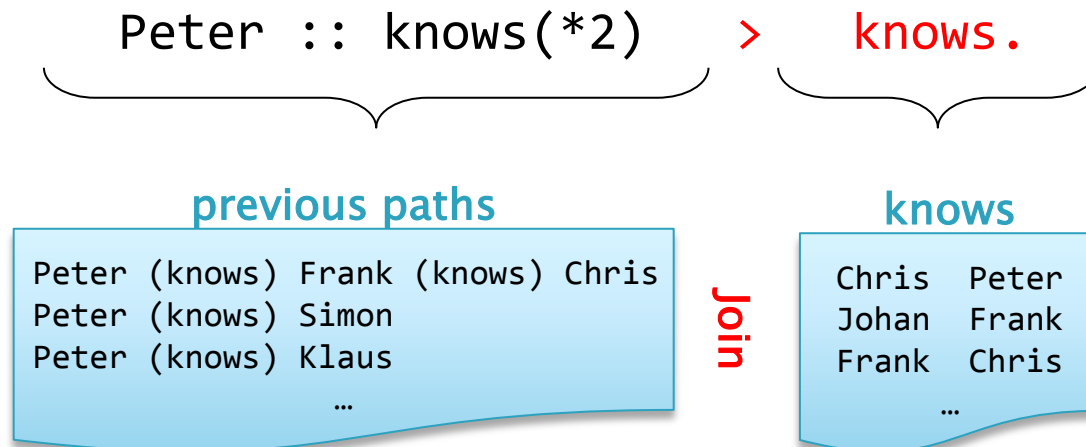 Peter :: knows(*2) > knows.
previous paths
Peter (knows) Frank (knows) Chris
Peter (knows) Simon
Peter (knows) Klaus
…
Join
knows
Chris Peter
Johan Frank
Frank Chris
…